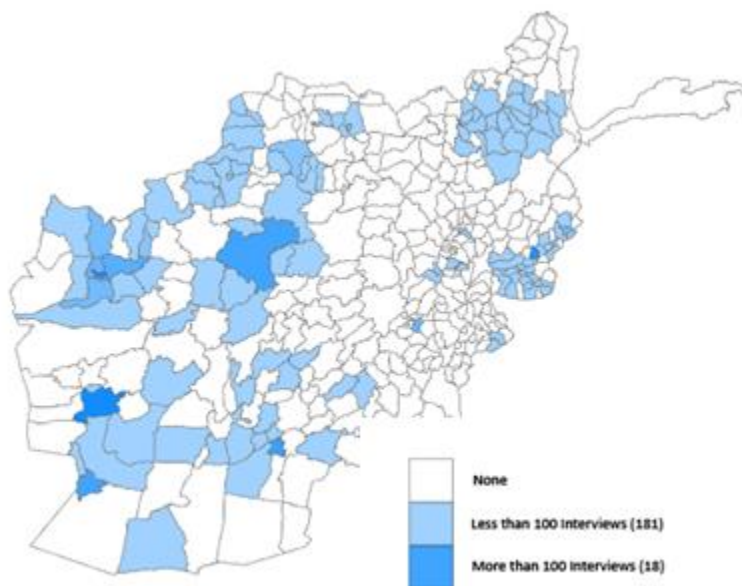 None
Less than 100 Interviews (181)
More than 100 Interviews (18)